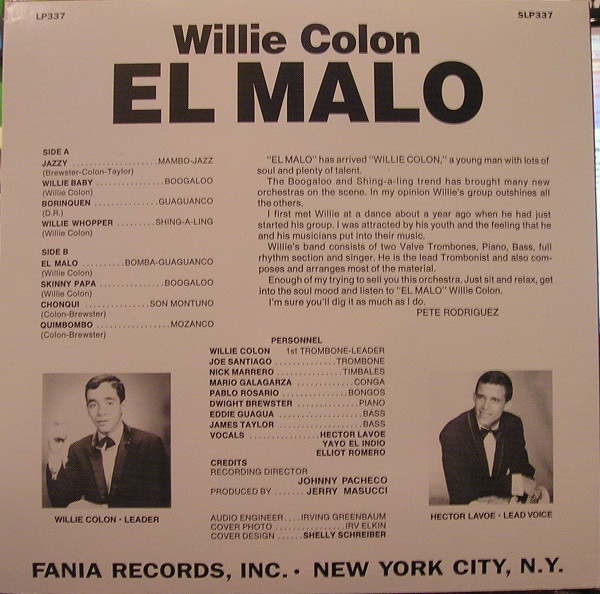 LP337
SLP337
Willie Colon
EL MALO
SIDE A
JAZZY ....................MAMBO-JAZZ
(Brewster-Colon-Taylor)
WILLIE BABY ................BOOGALOO
(Willie Colon)
BORINQUEN ................GUAGUANCO
(D.R.)
WILLIE WHOPPER ..........SHING-A-LING
(Willie Colon)
SIDE B
EL MALO ..........BOMBA-GUAGUANCO
(Willie Colon)
SKINNY PAPA ................BOOGALOO
(Willie Colon)
CHONQUI ................SON MONTUNO
(Colon-Brewster)
QUIMBOMBO ..................MOZANCO
(Colon-Brewster)
"EL MALO" has arrived "WILLIE COLON," a young man with lots of
soul and plenty of talent.
The Boogaloo and Shing-a-ling trend has brought many new
orchestras on the scene. In my opinion Willie's group outshines all
the others.
I first met Willie at a dance about a year ago when he had just
started his group. I was attracted by his youth and the feeling that he
and his musicians put into their music.
Willie's band consists of two Valve Trombones, Piano, Bass, full
rhythm section and singer. He is the lead Trombonist and also com-
poses and arranges most of the material.
Enough of my trying to sell you this orchestra. Just sit and relax, get
into the soul mood and listen to "EL MALO" Willie Colon.
I'm sure you'll dig it as much as I do.
PETE RODRIGUEZ
PERSONNEL
WILLIE COLON 1st TROMBONE-LEADER
JOE SANTIAGO ..............TROMBONE
NICK MARRERO ................TIMBALES
MARIO GALAGARZA .............CONGA
PABLO ROSARIO ................BONGOS
DWIGHT BREWSTER ..............PIANO
EDDIE GUAGUA ....................BASS
JAMES TAYLOR ....................BASS
VOCALS ................HECTOR LAVOE
YAYO EL INDIO
ELLIOT ROMERO
CREDITS
RECORDING DIRECTOR
JOHNNY PACHECO
PRODUCED BY ....... JERRY MASUCCI
AUDIO ENGINEER....IRVING GREENBAUM
COVER PHOTO ................IRV ELKIN
COVER DESIGN ......SHELLY SCHREIBER
WILLIE COLON • LEADER
HECTOR LAVOE • LEAD VOICE
FANIA RECORDS, INC. • NEW YORK CITY, N.Y.